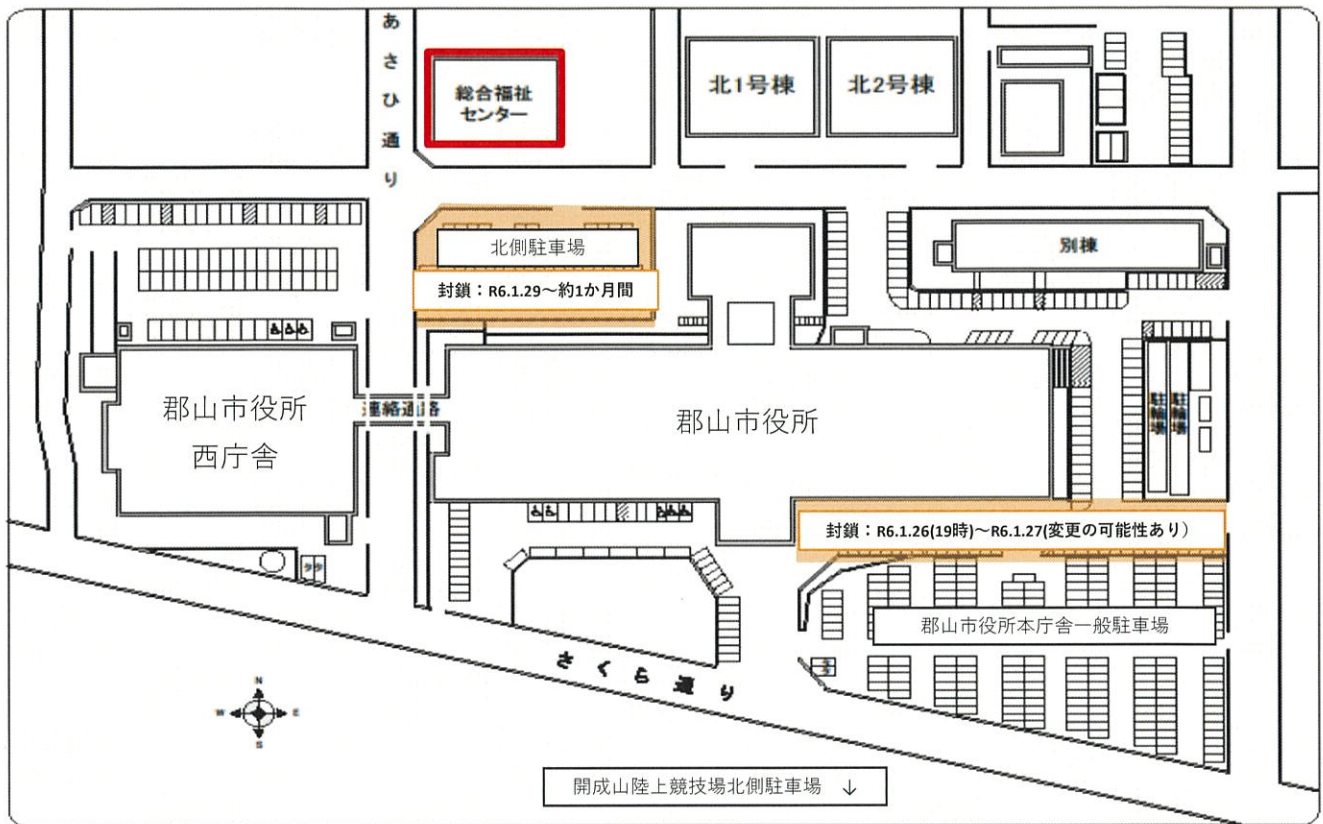 あさひ通り
総合福祉
センター
北1号棟
北2号棟
北側駐車場
封鎖：R6.1.29～約1か月間
別棟
郡山市役所
西庁舎
連絡通路
郡山市役所
駐輪場
駐輪場
封鎖：R6.1.26(19時)～R6.1.27(変更の可能性あり）
郡山市役所本庁舎一般駐車場
さくら通り
N
W
E
S
開成山陸上競技場北側駐車場 ↓